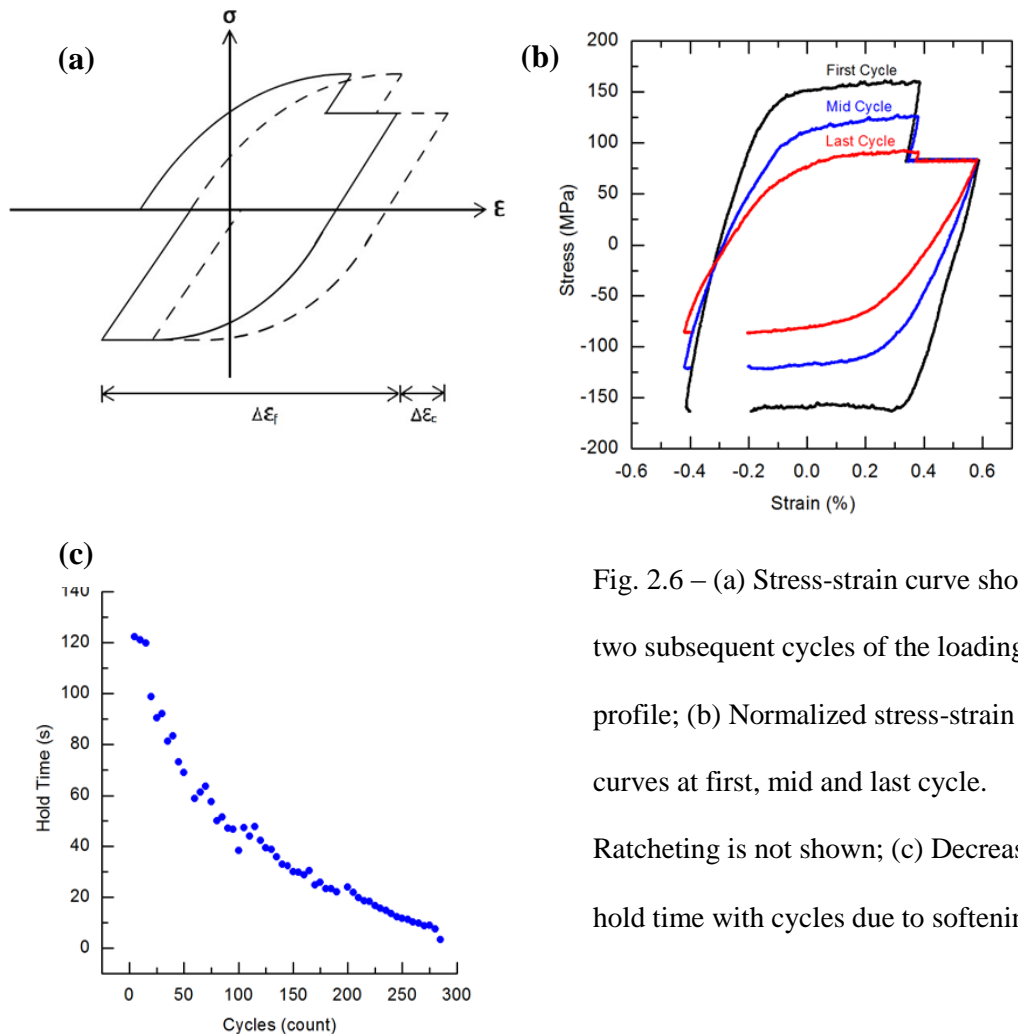 (a)
σ
ε
Δεf
Δεc
(b)
200
150
100
50
0
-50
-100
-150
-200
Stress (MPa)
First Cycle
Mid Cycle
Last Cycle
-0.6 -0.4 -0.2 0.0 0.2 0.4 0.6
Strain (%)
(c)
140
120
100
80
60
40
20
0
Hold Time (s)
0 50 100 150 200 250 300
Cycles (count)
Fig. 2.6 – (a) Stress-strain curve sho
two subsequent cycles of the loading
profile; (b) Normalized stress-strain
curves at first, mid and last cycle.
Ratcheting is not shown; (c) Decreas
hold time with cycles due to softenin